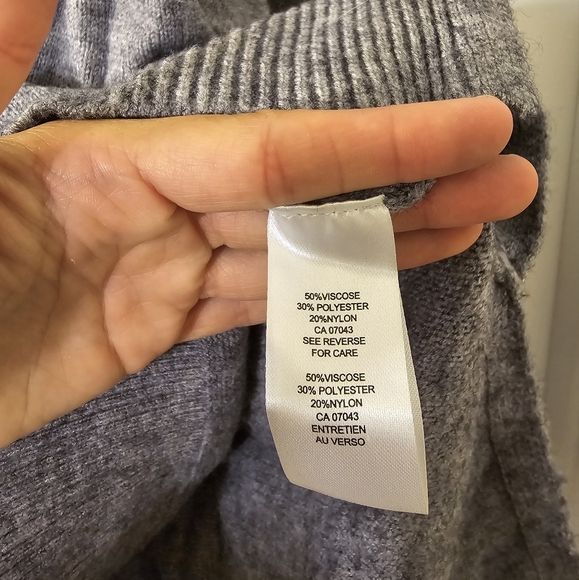 50%VISCOSE
30% POLYESTER
20%NYLON
CA 07043
SEE REVERSE
FOR CARE
50%VISCOSE
30% POLYESTER
20%NYLON
CA 07043
ENTRETIEN
AU VERSO